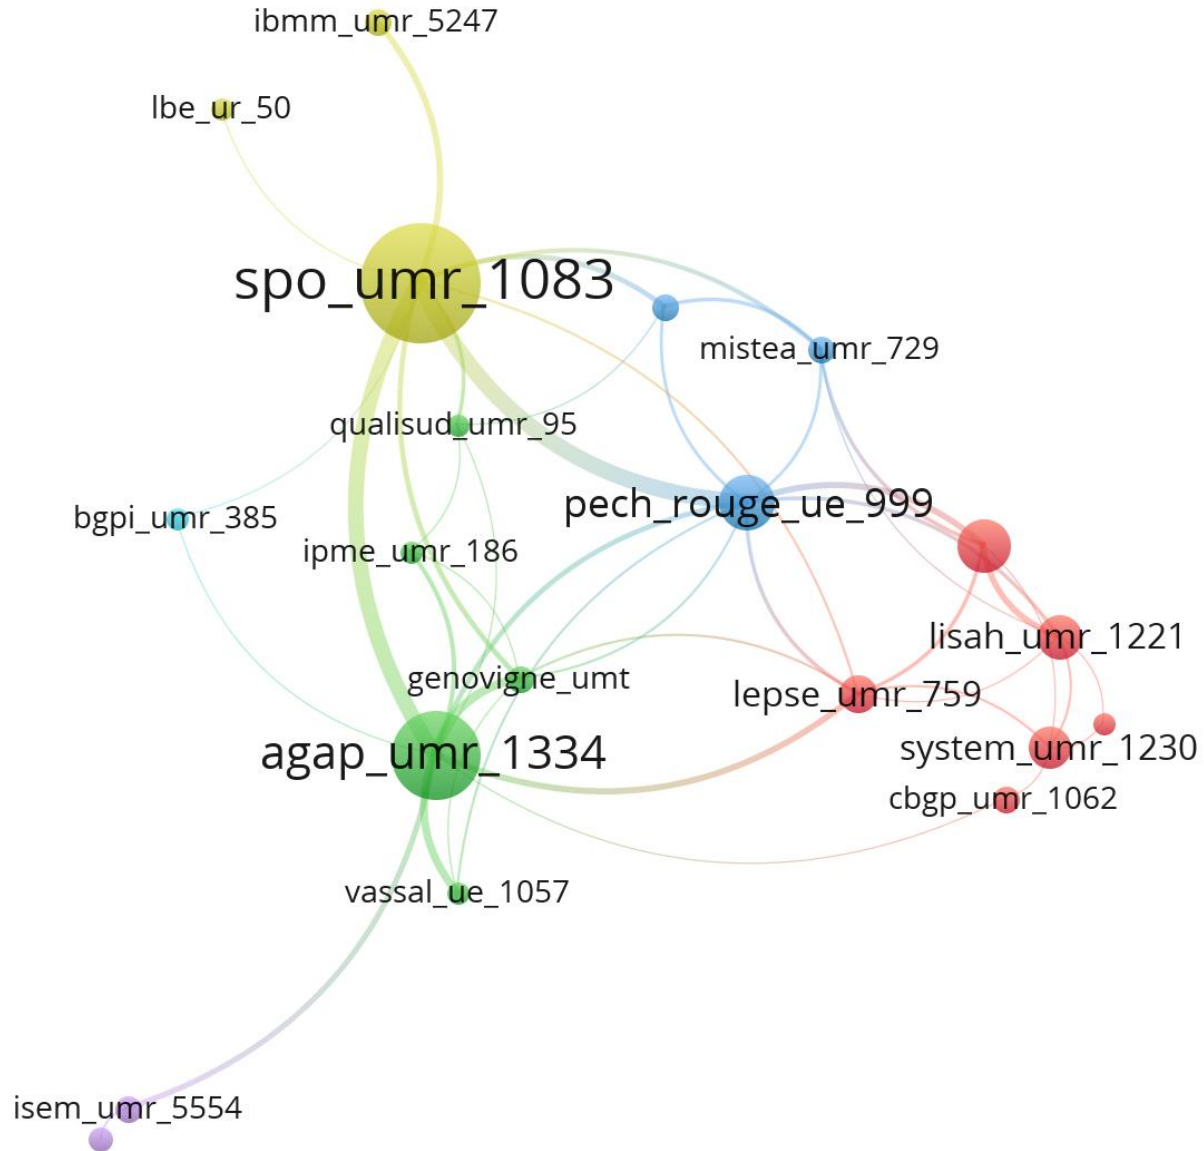 ibmm_umr_5247
lbe_ur_50
spo_umr_1083
mistea_umr_729
qualisud_umr_95
pech_rouge_ue_999
bgpi_umr_385
ipme_umr_186
lisah_umr_1221
genovigne_umt
lepse_umr_759
agap_umr_1334
system_umr_1230
cbgp_umr_1062
vassal_ue_1057
isem_umr_5554